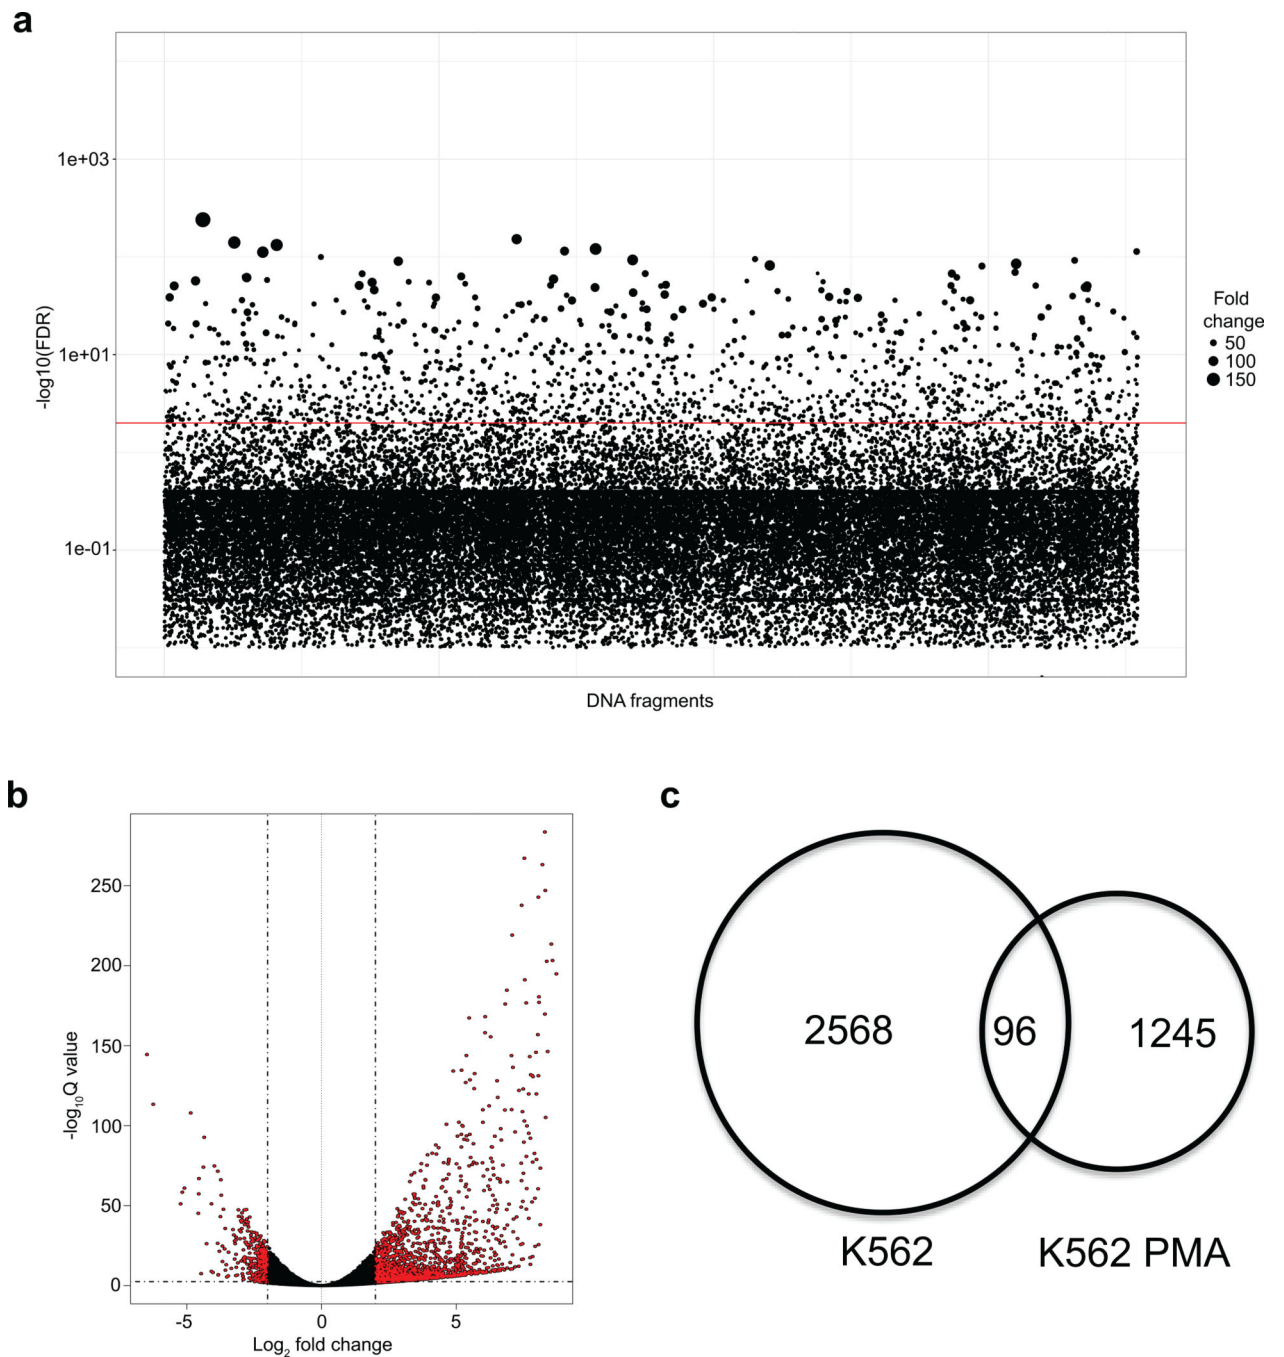 a
1e+03
1e+01
1e-01
-log10(FDR)
DNA fragments
Fold
change
50
100
150
b
250
200
150
100
50
0
-log₁₀Q value
-5
0
5
Log₂ fold change
c
2568
96
1245
K562
K562 PMA